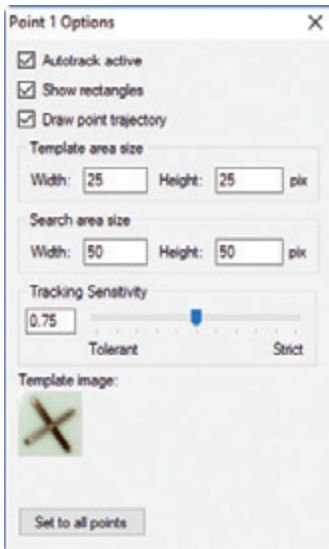 Point 1 Options
Autotrack active
Show rectangles
Draw point trajectory
Template area size
Width: 25 Height: 25 pix
Search area size
Width: 50 Height: 50 pix
Tracking Sensitivity
0.75
Tolerant Strict
Template image:
Set to all points